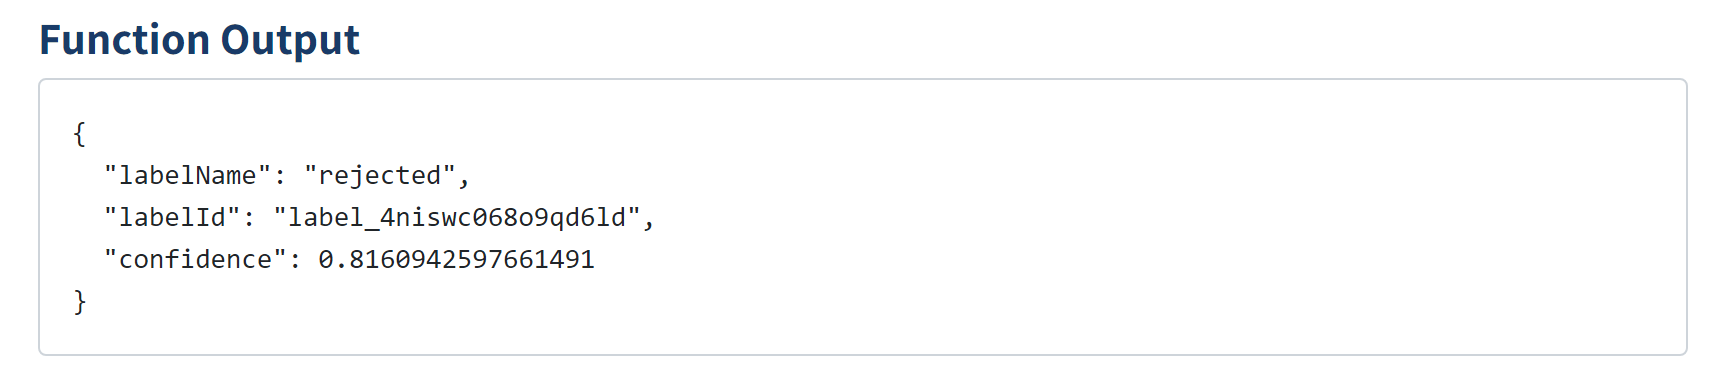 Function Output
{
  "labelName": "rejected",
  "labelId": "label_4niswc068o9qd6ld",
  "confidence": 0.8160942597661491
}